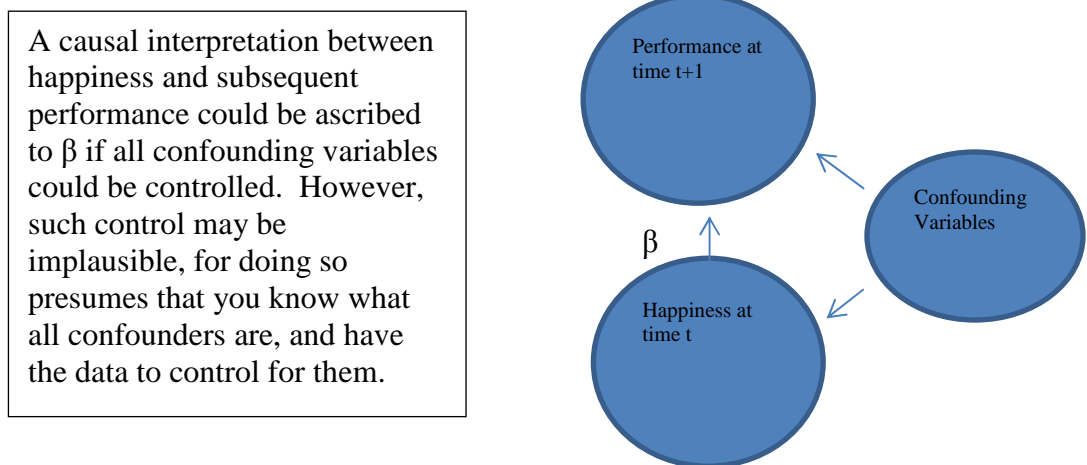 A causal interpretation between
happiness and subsequent
performance could be ascribed
to β if all confounding variables
could be controlled.  However,
such control may be
implausible, for doing so
presumes that you know what
all confounders are, and have
the data to control for them.
Performance at
time t+1
Confounding
Variables
β
Happiness at
time t